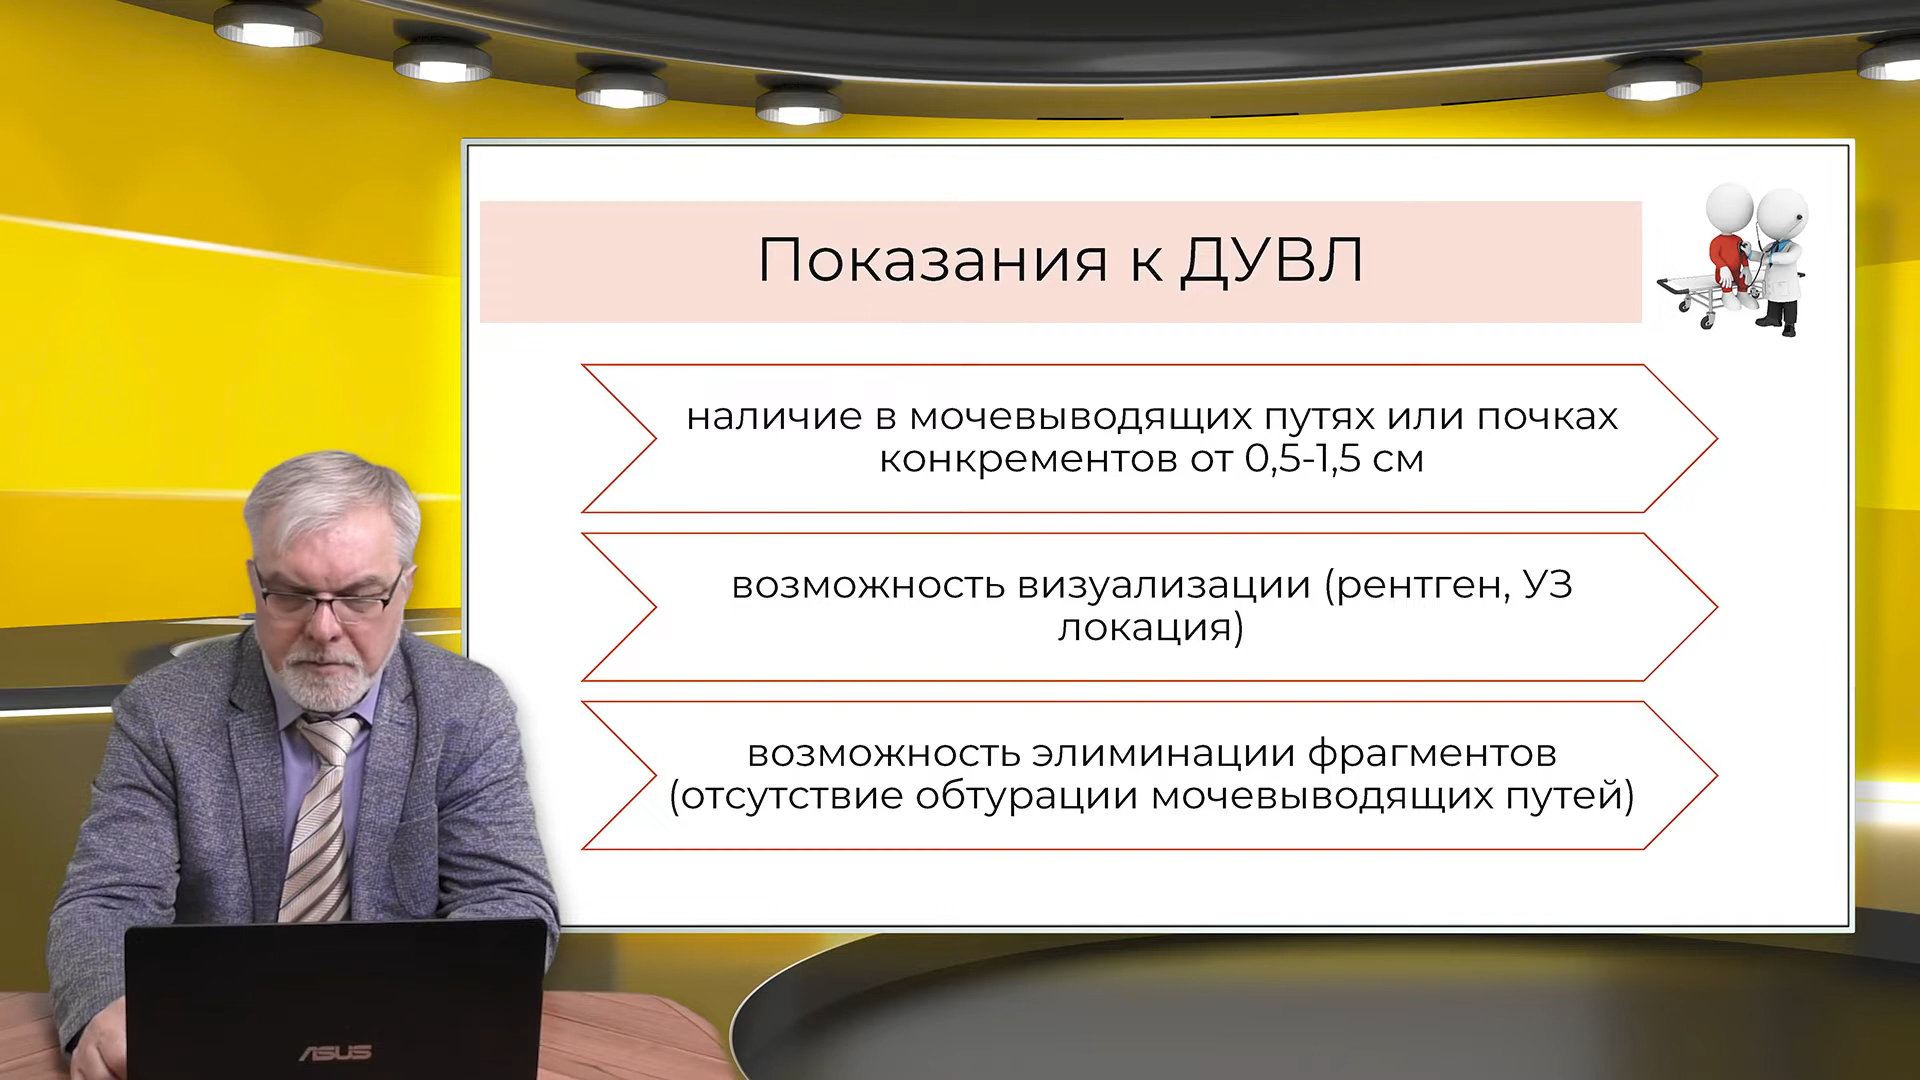 Показания к ДУВЛ
наличие в мочевыводящих путях или почках
конкрементов от 0,5-1,5 см
возможность визуализации (рентген, УЗ
локация)
возможность элиминации фрагментов
(отсутствие обтурации мочевыводящих путей)
ASUS